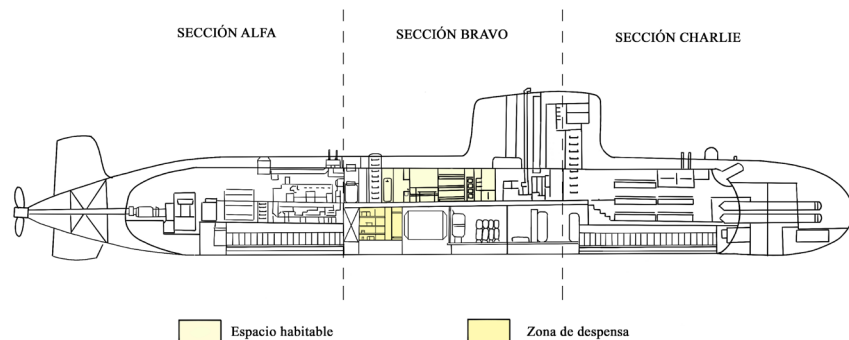 SECCIÓN ALFA
SECCIÓN BRAVO
SECCIÓN CHARLIE
Espacio habitable
Zona de despensa